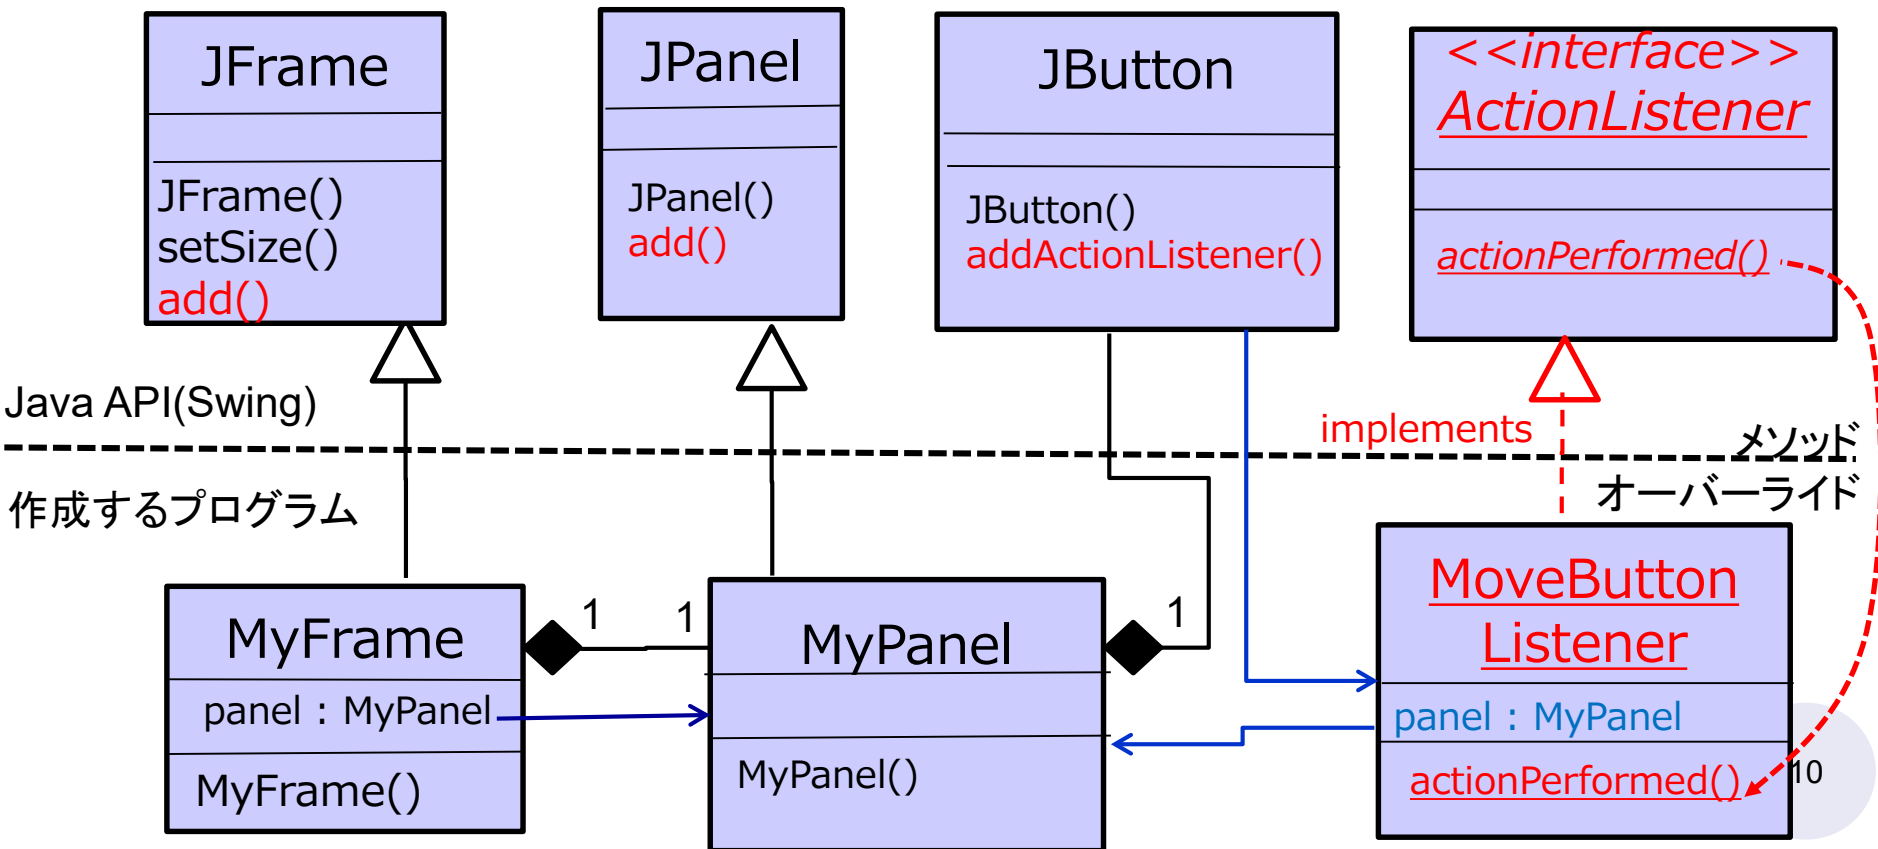 JFrame
JFrame()
setSize()
add()
JPanel
JPanel()
add()
JButton
JButton()
addActionListener()
<<interface>>
ActionListener
actionPerformed()
Java API(Swing)
implements
メソッド
オーバーライド
作成するプログラム
MyFrame
panel : MyPanel
MyFrame()
1
1
MyPanel
MyPanel()
1
MoveButton
Listener
panel : MyPanel
actionPerformed()
10